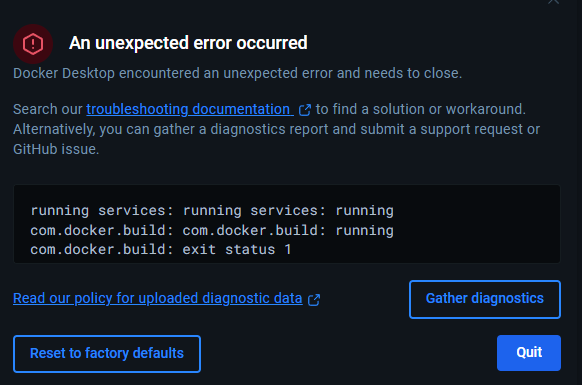 An unexpected error occurred
Docker Desktop encountered an unexpected error and needs to close.
Search our troubleshooting documentation to find a solution or workaround.
Alternatively, you can gather a diagnostics report and submit a support request or
GitHub issue.
running services: running services: running
com.docker.build: com.docker.build: running
com.docker.build: exit status 1
Read our policy for uploaded diagnostic data
Gather diagnostics
Reset to factory defaults
Quit